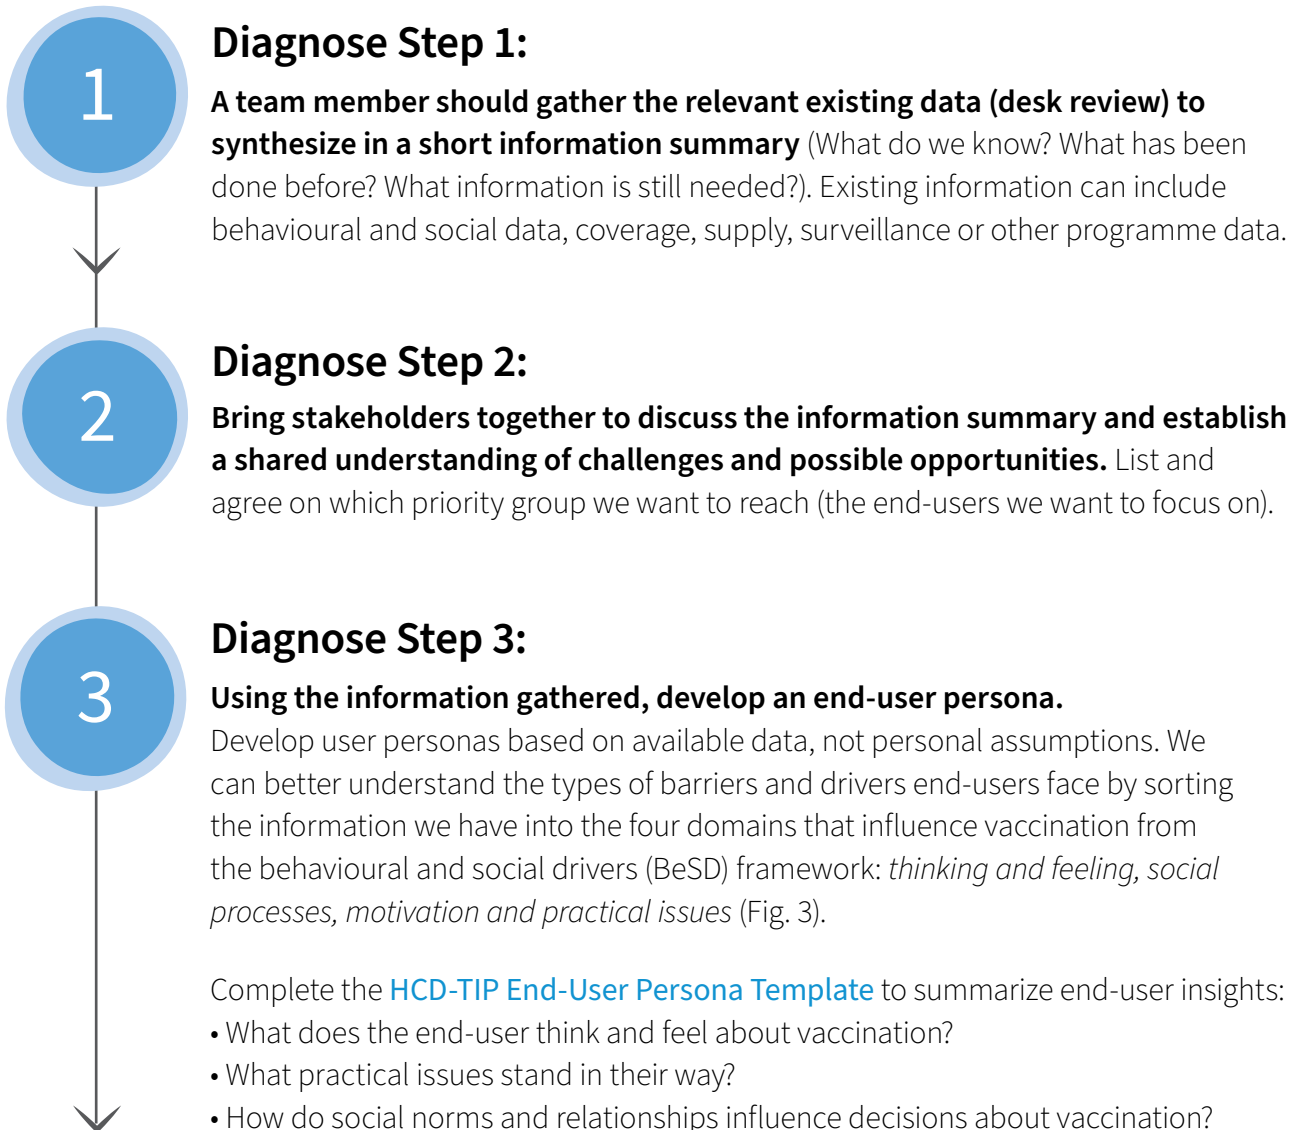 1
Diagnose Step 1:
A team member should gather the relevant existing data (desk review) to
synthesize in a short information summary (What do we know? What has been
done before? What information is still needed?). Existing information can include
behavioural and social data, coverage, supply, surveillance or other programme data.
2
Diagnose Step 2:
Bring stakeholders together to discuss the information summary and establish
a shared understanding of challenges and possible opportunities. List and
agree on which priority group we want to reach (the end-users we want to focus on).
3
Diagnose Step 3:
Using the information gathered, develop an end-user persona.
Develop user personas based on available data, not personal assumptions. We
can better understand the types of barriers and drivers end-users face by sorting
the information we have into the four domains that influence vaccination from
the behavioural and social drivers (BeSD) framework: thinking and feeling, social
processes, motivation and practical issues (Fig. 3).
Complete the HCD-TIP End-User Persona Template to summarize end-user insights:
• What does the end-user think and feel about vaccination?
• What practical issues stand in their way?
• How do social norms and relationships influence decisions about vaccination?